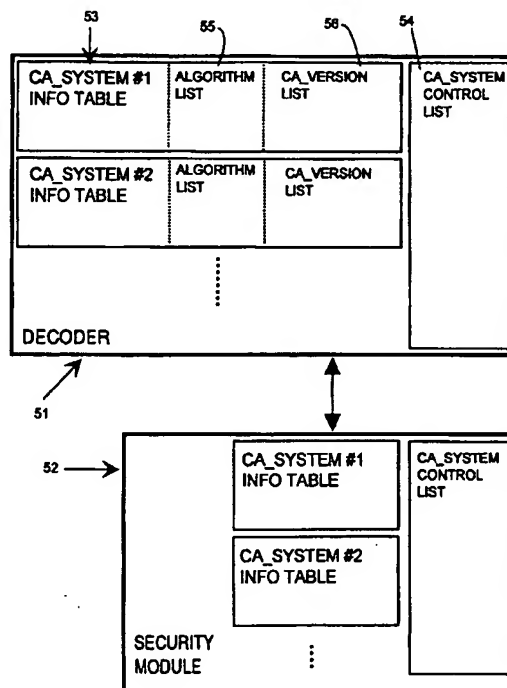 53
55
56
54
CA_SYSTEM #1
INFO TABLE
ALGORITHM
LIST
CA_VERSION
LIST
CA_SYSTEM
CONTROL
LIST
CA_SYSTEM #2
INFO TABLE
ALGORITHM
LIST
CA_VERSION
LIST
DECODER
51
52
CA_SYSTEM #1
INFO TABLE
CA_SYSTEM
CONTROL
LIST
CA_SYSTEM #2
INFO TABLE
SECURITY
MODULE